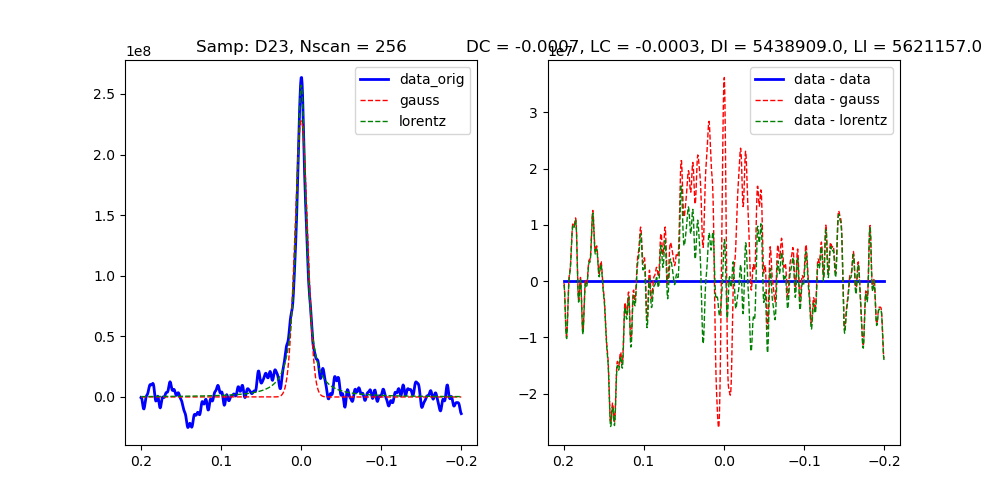 Samp: D23, Nscan = 256
1e8
data_orig
gauss
lorentz
2.5
2.0
1.5
1.0
0.5
0.0
0.2 0.1 0.0 −0.1 −0.2
DC = -0.0007, LC = -0.0003, DI = 5438909.0, LI = 5621157.0
1e7
data - data
data - gauss
data - lorentz
3
2
1
0
−1
−2
0.2 0.1 0.0 −0.1 −0.2